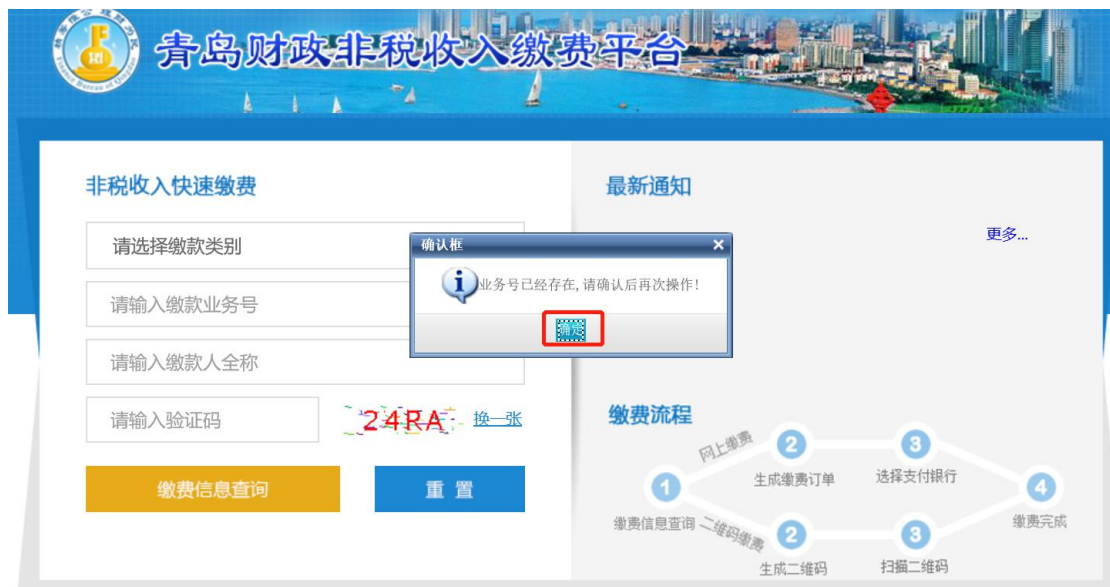 青岛财政非税收入缴费平台
非税收入快速缴费
请选择缴款类别
请输入缴款业务号
请输入缴款人全称
请输入验证码
24RA
换一张
缴费信息查询
重 置
确认框
业务号已经存在,请确认后再次操作!
确定
最新通知
更多...
缴费流程
网上缴费
2
生成缴费订单
3
选择支付银行
1
缴费信息查询
4
缴费完成
二维码缴费
2
生成二维码
3
扫描二维码